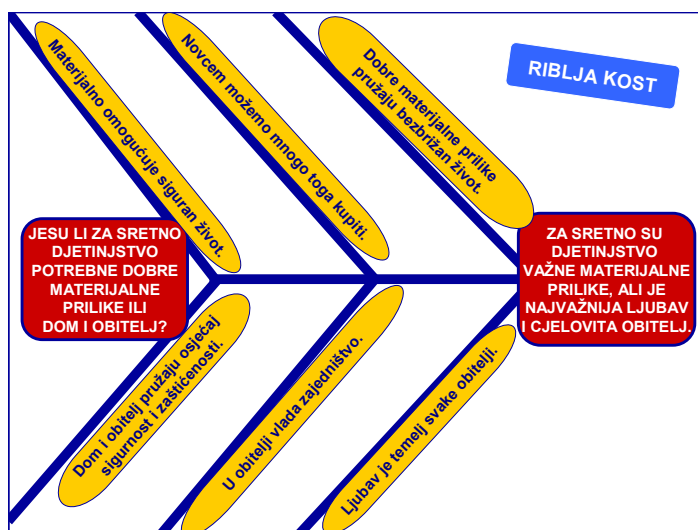 RIBLJA KOST
Materijalno omogućuje siguran život.
Novcem možemo mnogo toga kupiti.
Dobre materijalne prilike
pružaju bezbrižan život.
JESU LI ZA SRETNO
DJETINJSTVO
POTREBNE DOBRE
MATERIJALNE
PRILIKE ILI
DOM I OBITELJ?
ZA SRETNO SU
DJETINJSTVO
VAŽNE MATERIJALNE
PRILIKE, ALI JE
NAJVAŽNIJA LJUBAV
I CJELOVITA OBITELJ.
Dom i obitelj pružaju osjećaj
sigurnost i zaštićenosti.
U obitelji vlada zajedništvo.
Ljubav je temelj svake obitelji.